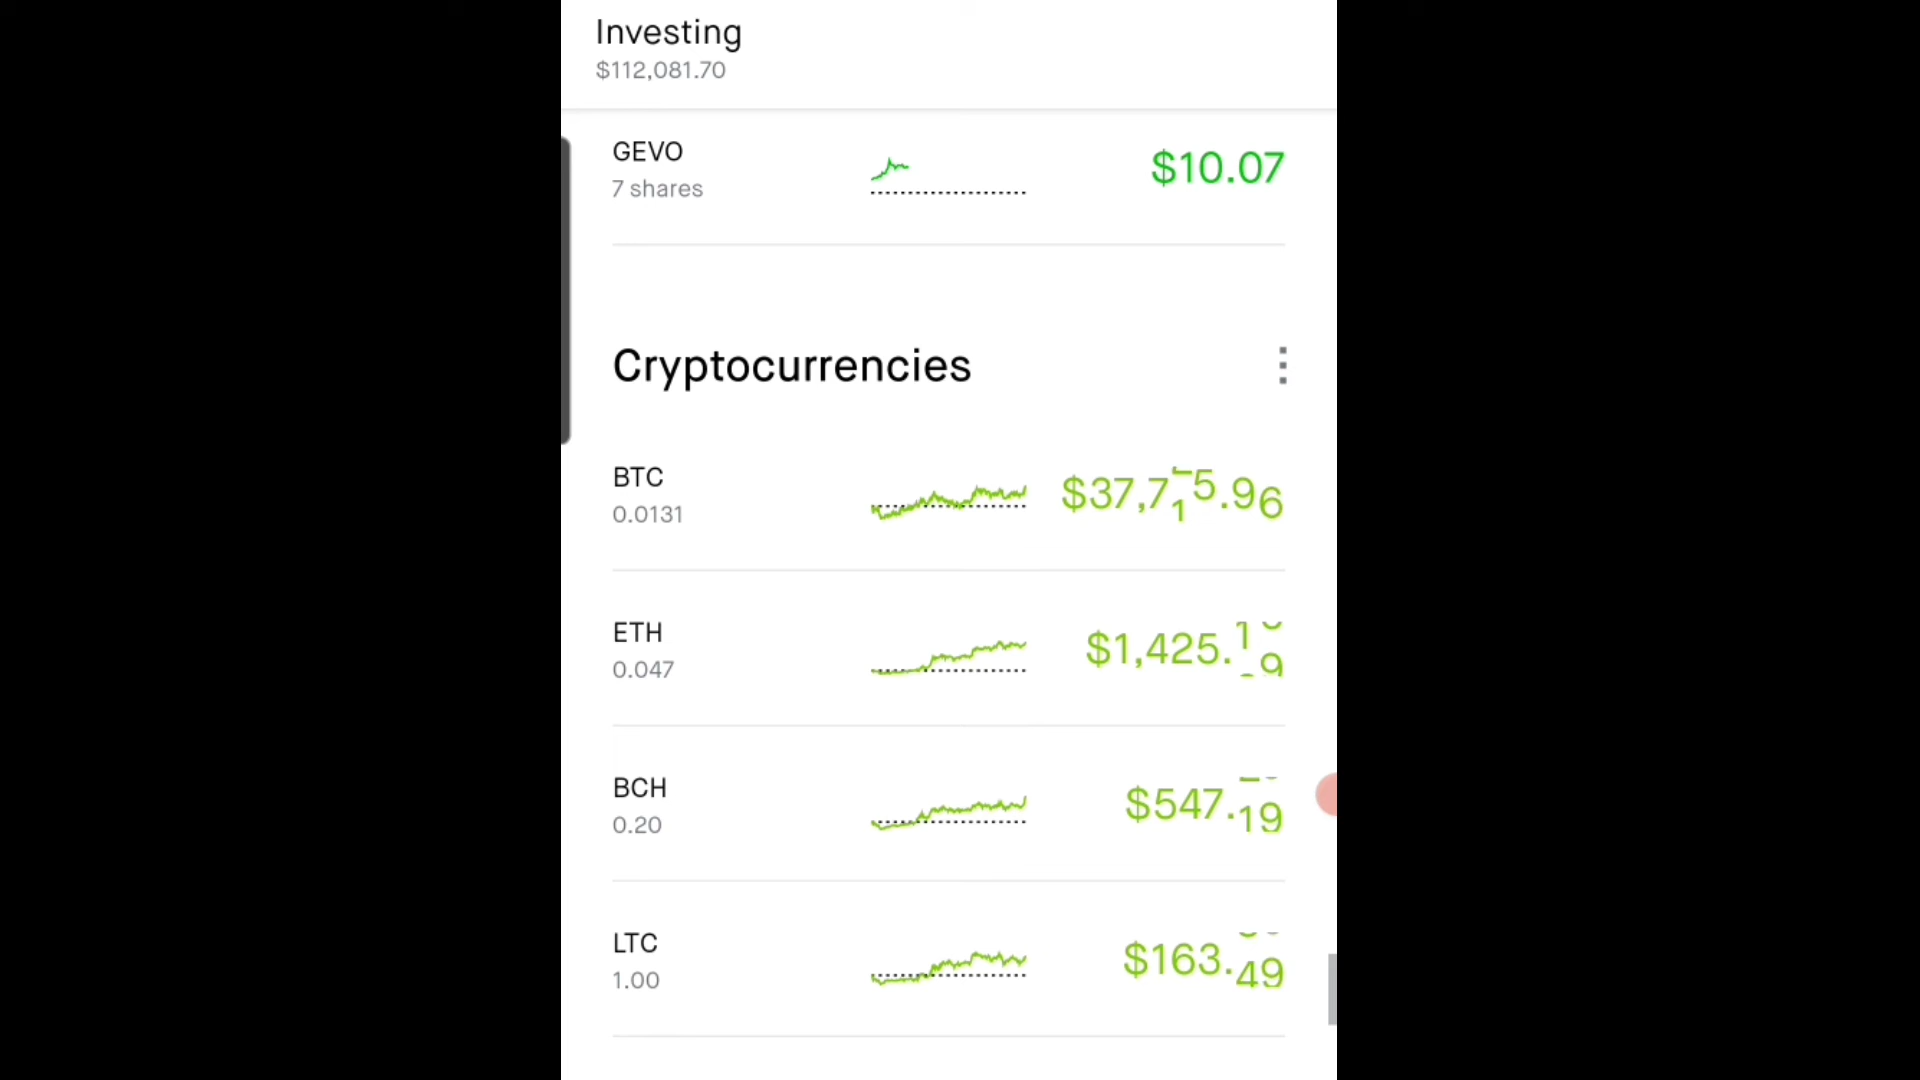 Investing
$112,081.70
GEVO
7 shares
$10.07
Cryptocurrencies
BTC
0.0131
ETH
0.047
BCH
0.20
LTC
1.00